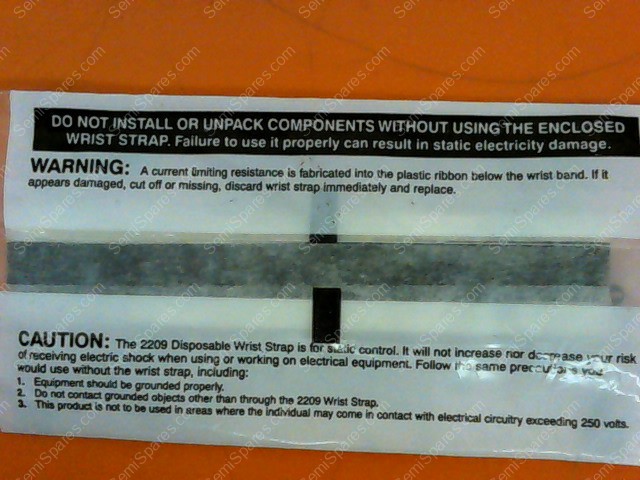 DO NOT INSTALL OR UNPACK COMPONENTS WITHOUT USING THE ENCLOSED
WRIST STRAP. Failure to use it properly can result in static electricity damage.
WARNING: A current limiting resistance is fabricated into the plastic ribbon below the wrist band. If it
appears damaged, cut off or missing, discard wrist strap immediately and replace.
CAUTION: The 2209 Disposable Wrist Strap is for static control. It will not increase nor decrease your risk
of receiving electric shock when using or working on electrical equipment. Follow the same precautions you
would use without the wrist strap, including:
1. Equipment should be grounded properly.
2. Do not contact grounded objects other than through the 2209 Wrist Strap.
3. This product is not to be used in areas where the individual may come in contact with electrical circuitry exceeding 250 volts.
SemiSpares.com